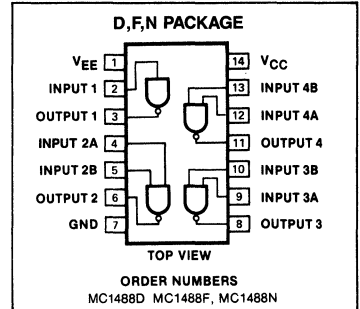 D,F,N PACKAGE
VEE 1 14 VCC
INPUT 1 2 13 INPUT 4B
OUTPUT 1 3 12 INPUT 4A
INPUT 2A 4 11 OUTPUT 4
INPUT 2B 5 10 INPUT 3B
OUTPUT 2 6 9 INPUT 3A
GND 7 8 OUTPUT 3
TOP VIEW
ORDER NUMBERS
MC1488D MC1488F, MC1488N